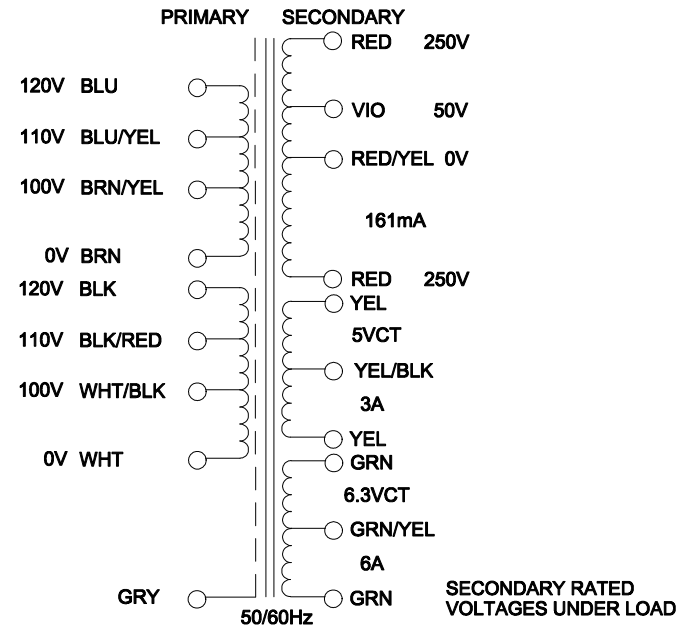 PRIMARY SECONDARY
RED 250V
120V BLU
VIO 50V
110V BLU/YEL
RED/YEL 0V
100V BRN/YEL
161mA
0V BRN
RED 250V
120V BLK
YEL
110V BLK/RED
5VCT
YEL/BLK
100V WHT/BLK
3A
YEL
0V WHT
GRN
6.3VCT
GRN/YEL
6A
GRY
GRN
50/60Hz
SECONDARY RATED
VOLTAGES UNDER LOAD